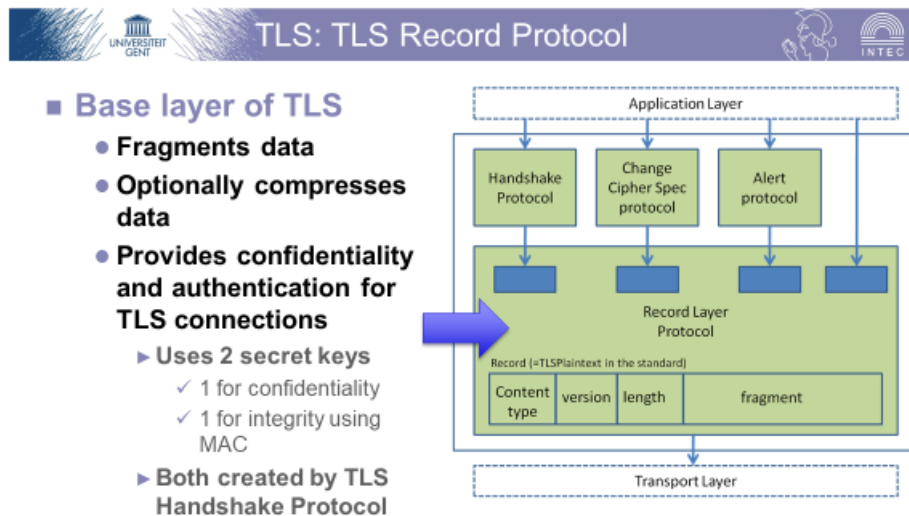 UNIVERSITEIT
GENT
TLS: TLS Record Protocol
INTEC
Base layer of TLS
Fragments data
Optionally compresses
data
Provides confidentiality
and authentication for
TLS connections
Uses 2 secret keys
1 for confidentiality
1 for integrity using
MAC
Both created by TLS
Handshake Protocol
Application Layer
Handshake
Protocol
Change
Cipher Spec
protocol
Alert
protocol
Record Layer
Protocol
Record (=TLSPlaintext in the standard)
Content
type
version
length
fragment
Transport Layer